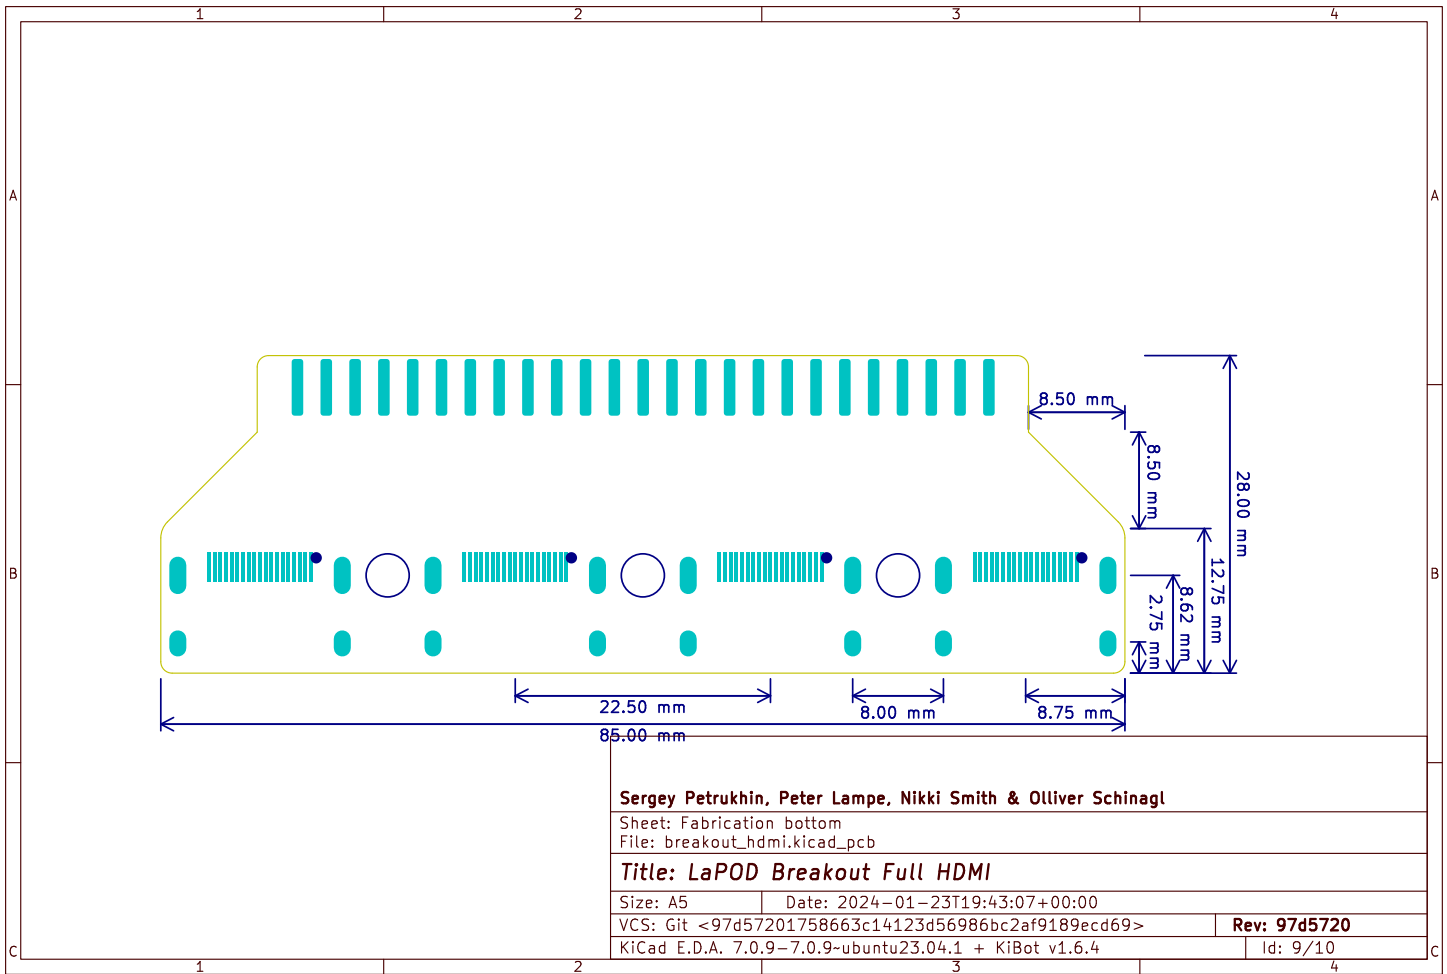 1 2 3 4
A A
8.50 mm
8.50 mm
28.00 mm
12.75 mm
8.62 mm
2.75 mm
B B
22.50 mm
8.00 mm
8.75 mm
85.00 mm
Sergey Petrukhin, Peter Lampe, Nikki Smith & Olliver Schinagl
Sheet: Fabrication bottom
File: breakout_hdmi.kicad_pcb
Title: LaPOD Breakout Full HDMI
Size: A5 Date: 2024-01-23T19:43:07+00:00
VCS: Git <97d57201758663c14123d56986bc2af9189ecd69> Rev: 97d5720
KiCad E.D.A. 7.0.9-7.0.9~ubuntu23.04.1 + KiBot v1.6.4 Id: 9/10
C C
1 2 3 4